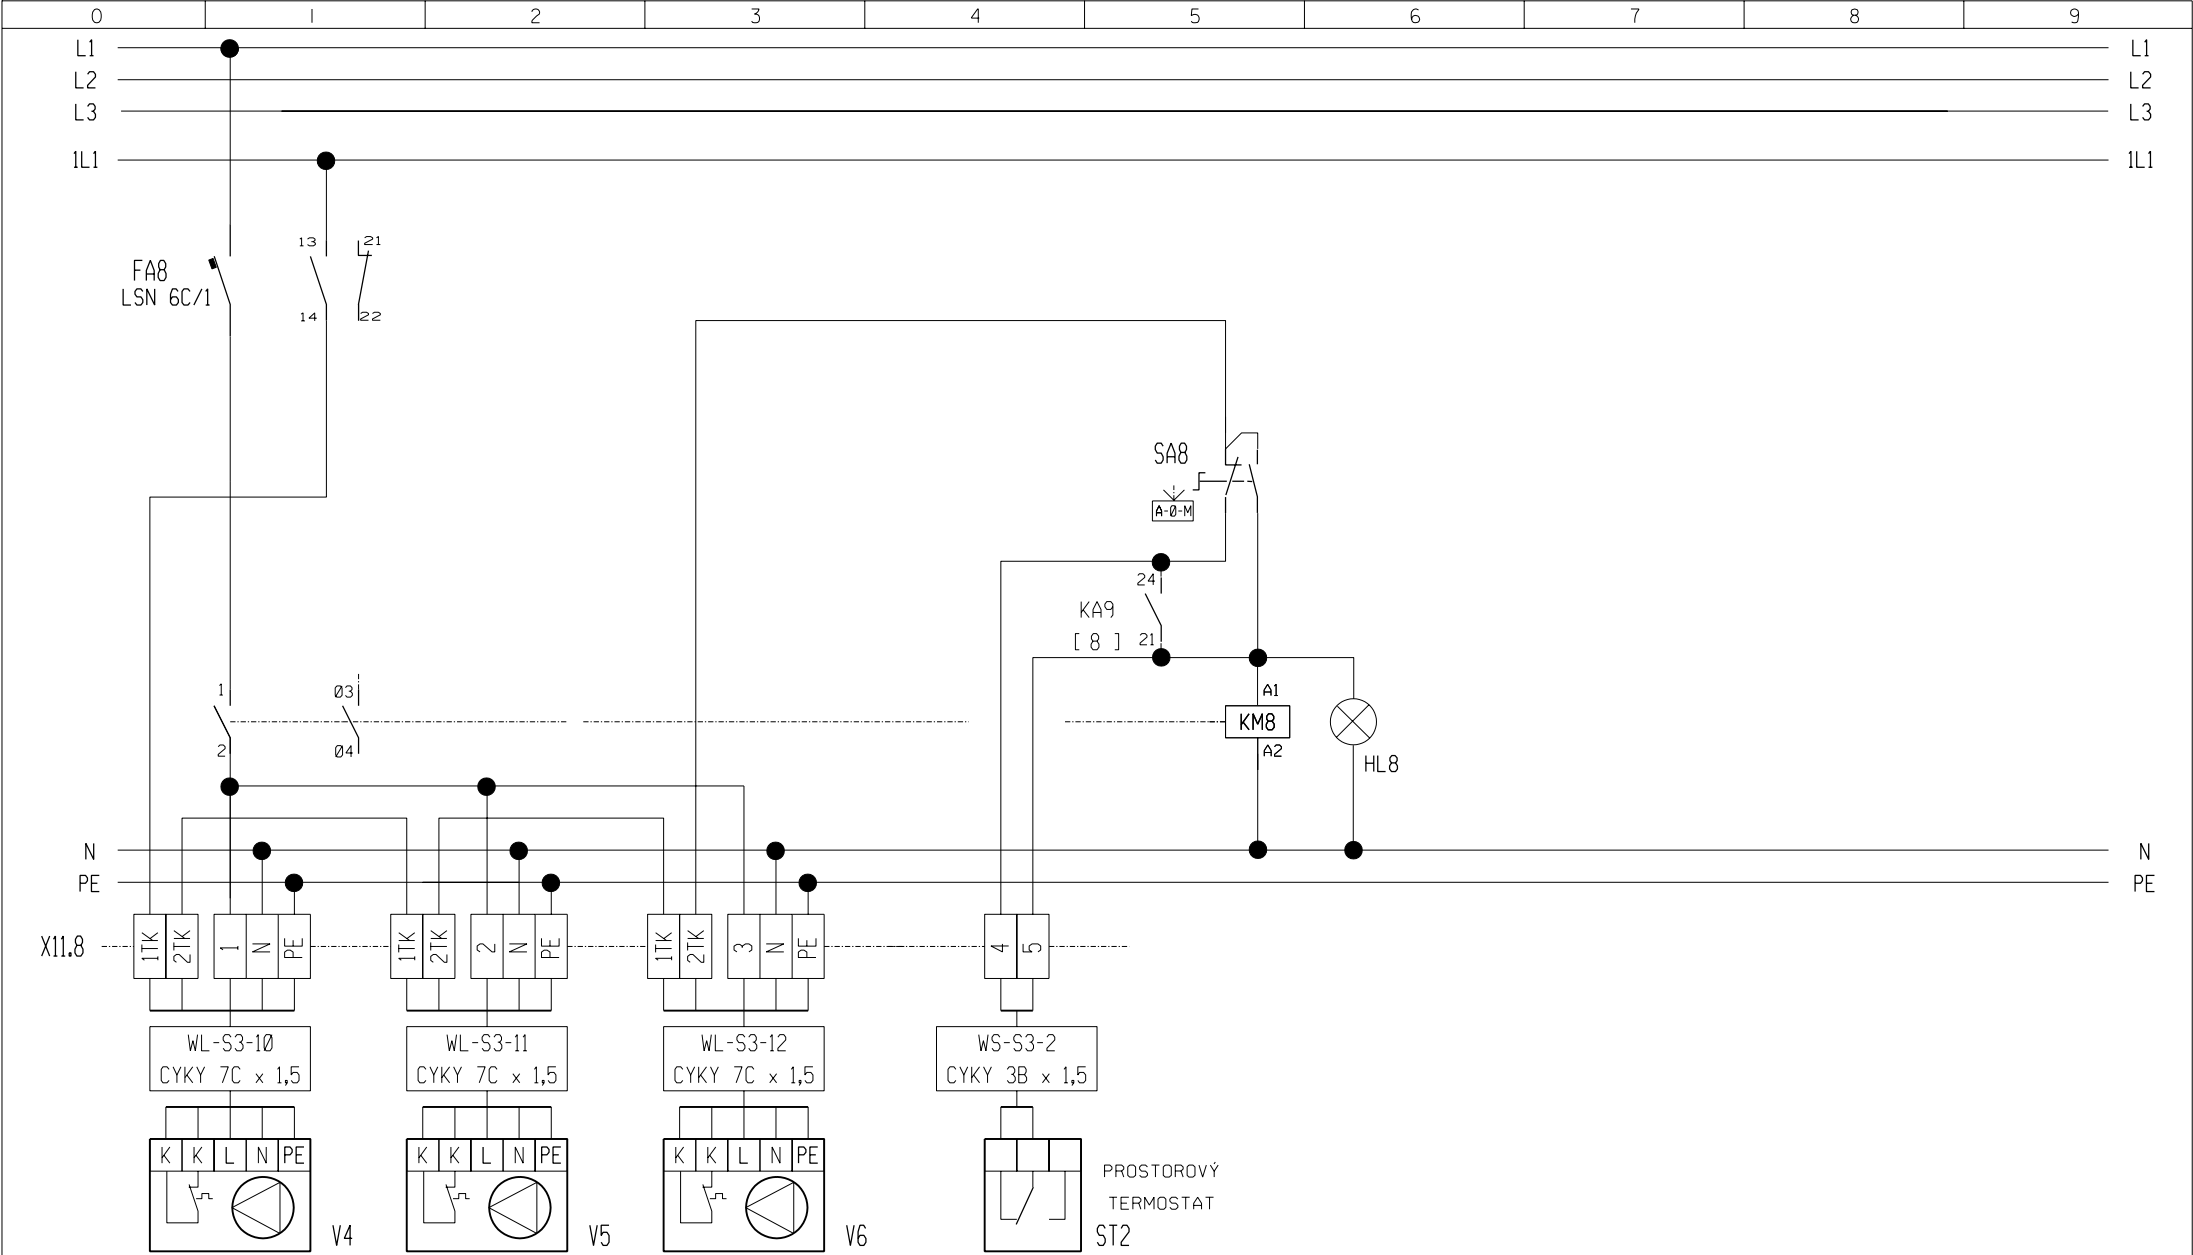 0 1 2 3 4 5 6 7 8 9
L1 L1
L2 L2
L3 L3
1L1 1L1
13 21
FA8
LSN 6C/1
14 22
SA8
A-0-M
24
KA9
[ 8 ] 21
1 03 A1
KM8
2 04 A2
HL8
N N
PE PE
X11.8 1TK 2TK 1 N PE 1TK 2TK 2 N PE 1TK 2TK 3 N PE 4 5
WL-S3-10 WL-S3-11 WL-S3-12 WS-S3-2
CYKY 7C x 1,5 CYKY 7C x 1,5 CYKY 7C x 1,5 CYKY 3B x 1,5
K K L N PE K K L N PE K K L N PE
PROSTOROVÝ
TERMOSTAT
V4 V5 V6 ST2